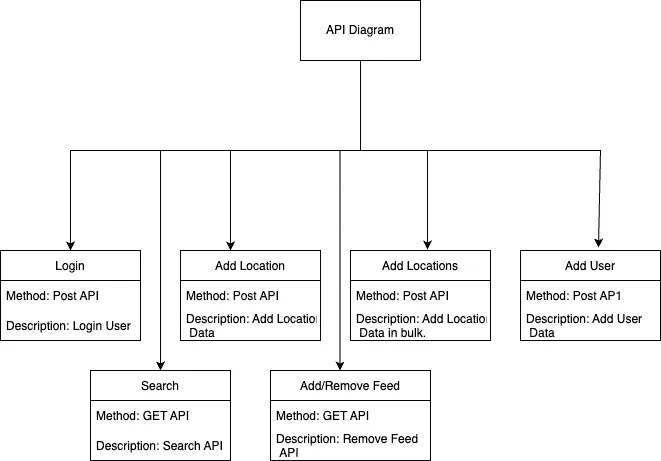 API Diagram
Login
Method: Post API
Description: Login User
Add Location
Method: Post API
Description: Add Location
Data
Add Locations
Method: Post API
Description: Add Location
Data in bulk.
Add User
Method: Post AP1
Description: Add User
Data
Search
Method: GET API
Description: Search API
Add/Remove Feed
Method: GET API
Description: Remove Feed
API